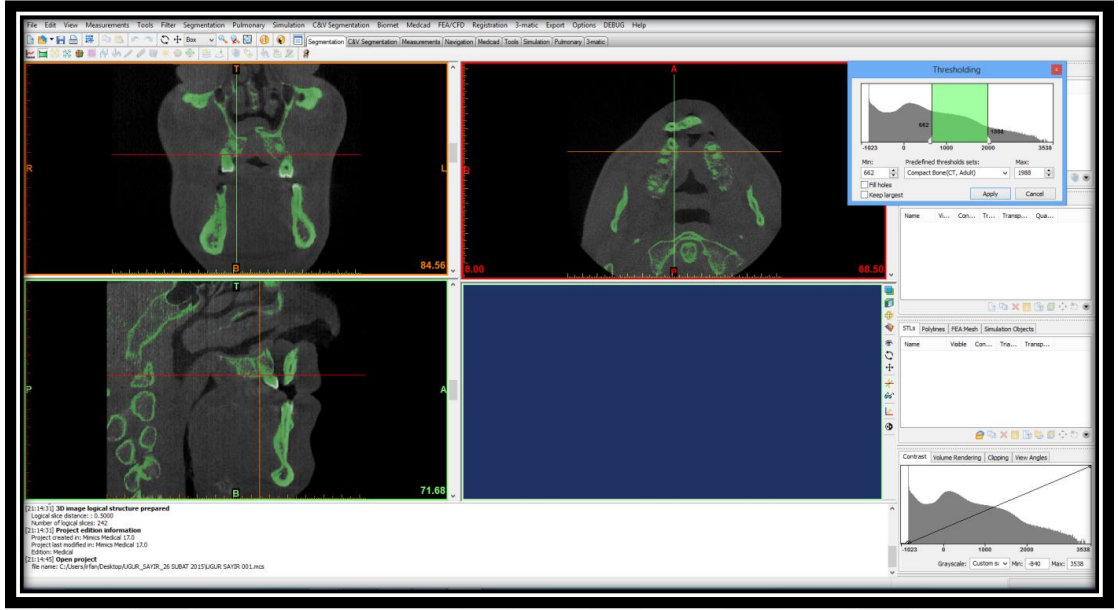 File Edit View Measurements Tools Filter Segmentation Pulmonary Simulation C&V Segmentation Biomet Medcad FEA/CFD Registration 3-matic Export Options DEBUG Help
Box
Segmentation C&V Segmentation Measurements Navigation Medcad Tools Simulation Pulmonary 3-matic
T
R
L
B
84.56
A
P
8.00
68.50
Thresholding
662
1988
-1023 0 1000 2000 3538
Min: Predefined thresholds sets: Max:
662 Compact Bone(CT, Adult) 1988
Fill holes
Keep largest
Apply Cancel
Name Vi... Con... Tr... Transp... Qua...
T
P
A
B
71.68
STLs Polylines FEA Mesh Simulation Objects
Name Visible Con... Tria... Transp...
Contrast Volume Rendering Clipping View Angles
-1023 0 1000 2000 3538
Grayscale: Custom s Min: -840 Max: 3538
[21:14:31] 3D image logical structure prepared
Logical slice distance: : 0.5000
Number of logical slices: 242
[21:14:31] Project edition information
Project created in: Mimics Medical 17.0
Project last modified in: Mimics Medical 17.0
Edition: Medical
[21:14:45] Open project
file name: C:/Users/irfan/Desktop/UGUR_SAYIR_26 SUBAT 2015\UGUR SAYIR 001.mcs